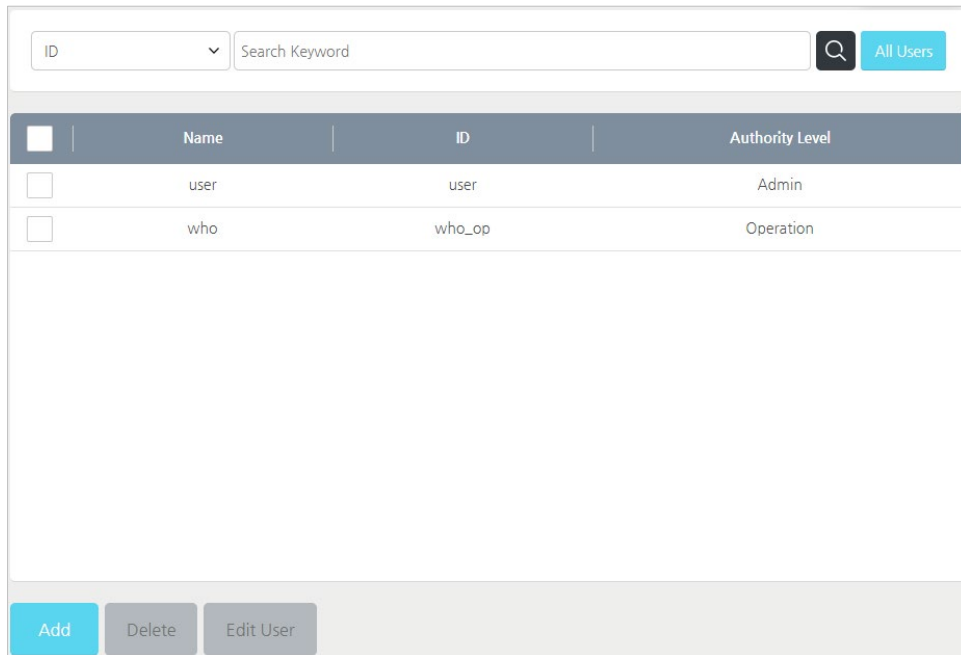 ID Search Keyword All Users
Name ID Authority Level
user user Admin
who who_op Operation
Add Delete Edit User